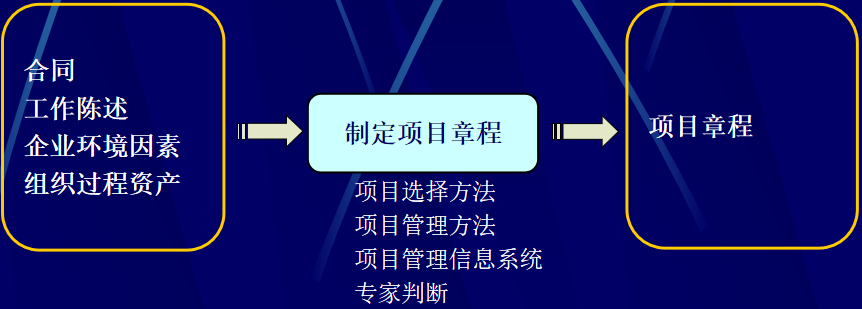 合同
工作陈述
企业环境因素
组织过程资产
制定项目章程
项目选择方法
项目管理方法
项目管理信息系统
专家判断
项目章程